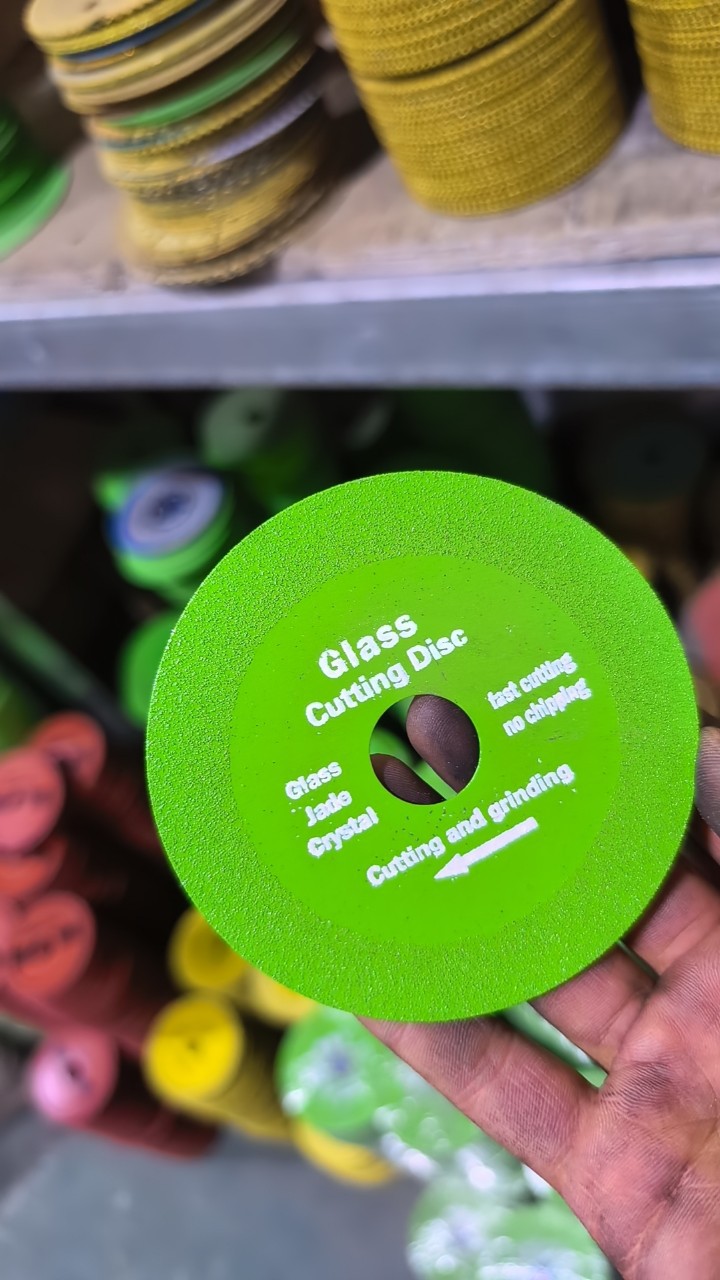 Glass
Cutting Disc
fast cutting
no chipping
Glass
Jade
Crystal
Cutting and grinding